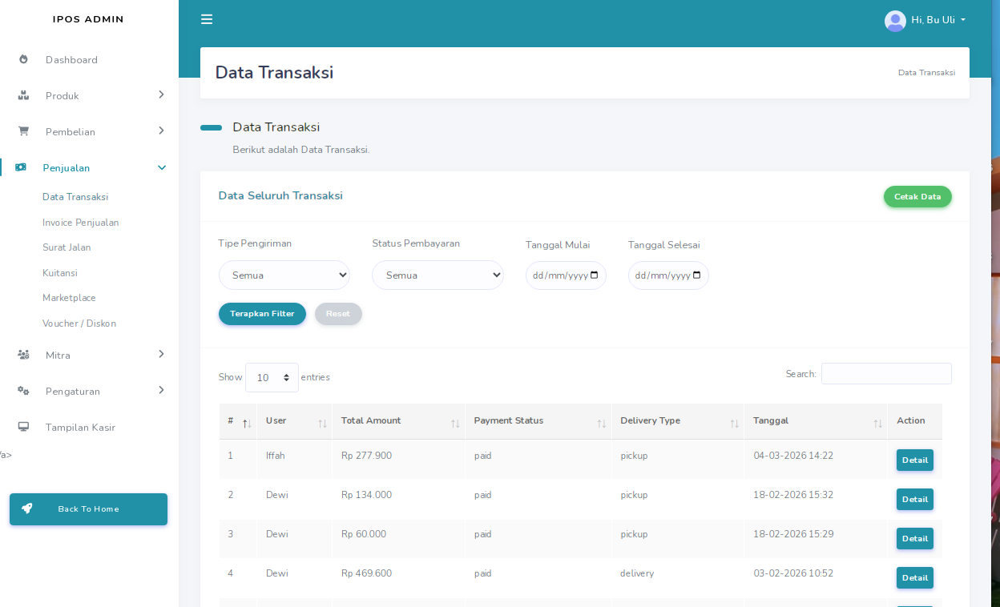 IPOS ADMIN
Hi, Bu Uli
Dashboard
Produk
Pembelian
Penjualan
Data Transaksi
Invoice Penjualan
Surat Jalan
Kuitansi
Marketplace
Voucher / Diskon
Mitra
Pengaturan
Tampilan Kasir
/a>
Back To Home
Data Transaksi
Data Transaksi
Data Transaksi
Berikut adalah Data Transaksi.
Data Seluruh Transaksi
Cetak Data
Tipe Pengiriman Status Pembayaran Tanggal Mulai Tanggal Selesai
Semua Semua dd/mm/yyyy dd/mm/yyyy
Terapkan Filter Reset
Show 10 entries Search:
# User Total Amount Payment Status Delivery Type Tanggal Action
1 Iffah Rp 277.900 paid pickup 04-03-2026 14:22 Detail
2 Dewi Rp 134.000 paid pickup 18-02-2026 15:32 Detail
3 Dewi Rp 60.000 paid pickup 18-02-2026 15:29 Detail
4 Dewi Rp 469.600 paid delivery 03-02-2026 10:52 Detail